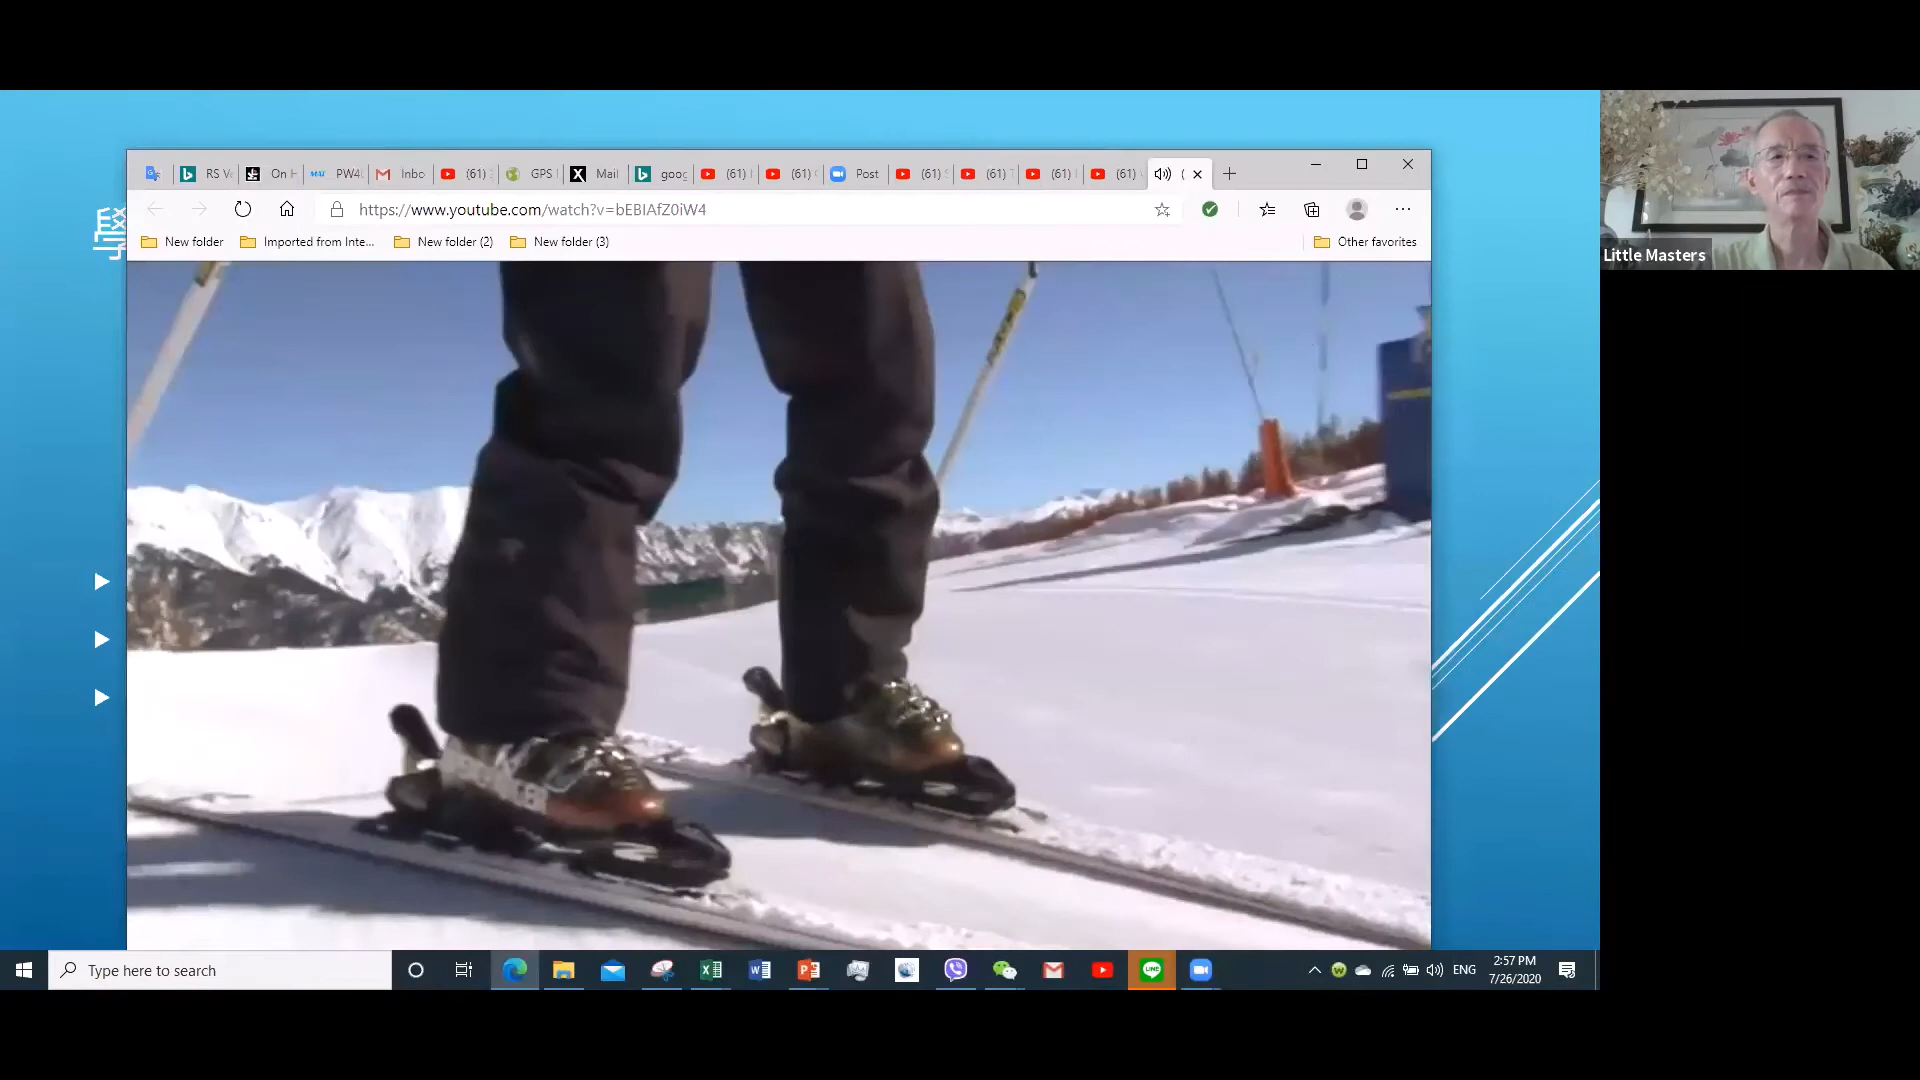 RS V
On H
PW4
Inbo
(61)
GPS
Mail
goog
(61)
(61)
Post
(61) S
(61) T
(61)
(61)
(
https://www.youtube.com/watch?v=bEBIAfZ0iW4
New folder
Imported from Inte...
New folder (2)
New folder (3)
Other favorites
Little Masters
Type here to search
ENG
2:57 PM
7/26/2020